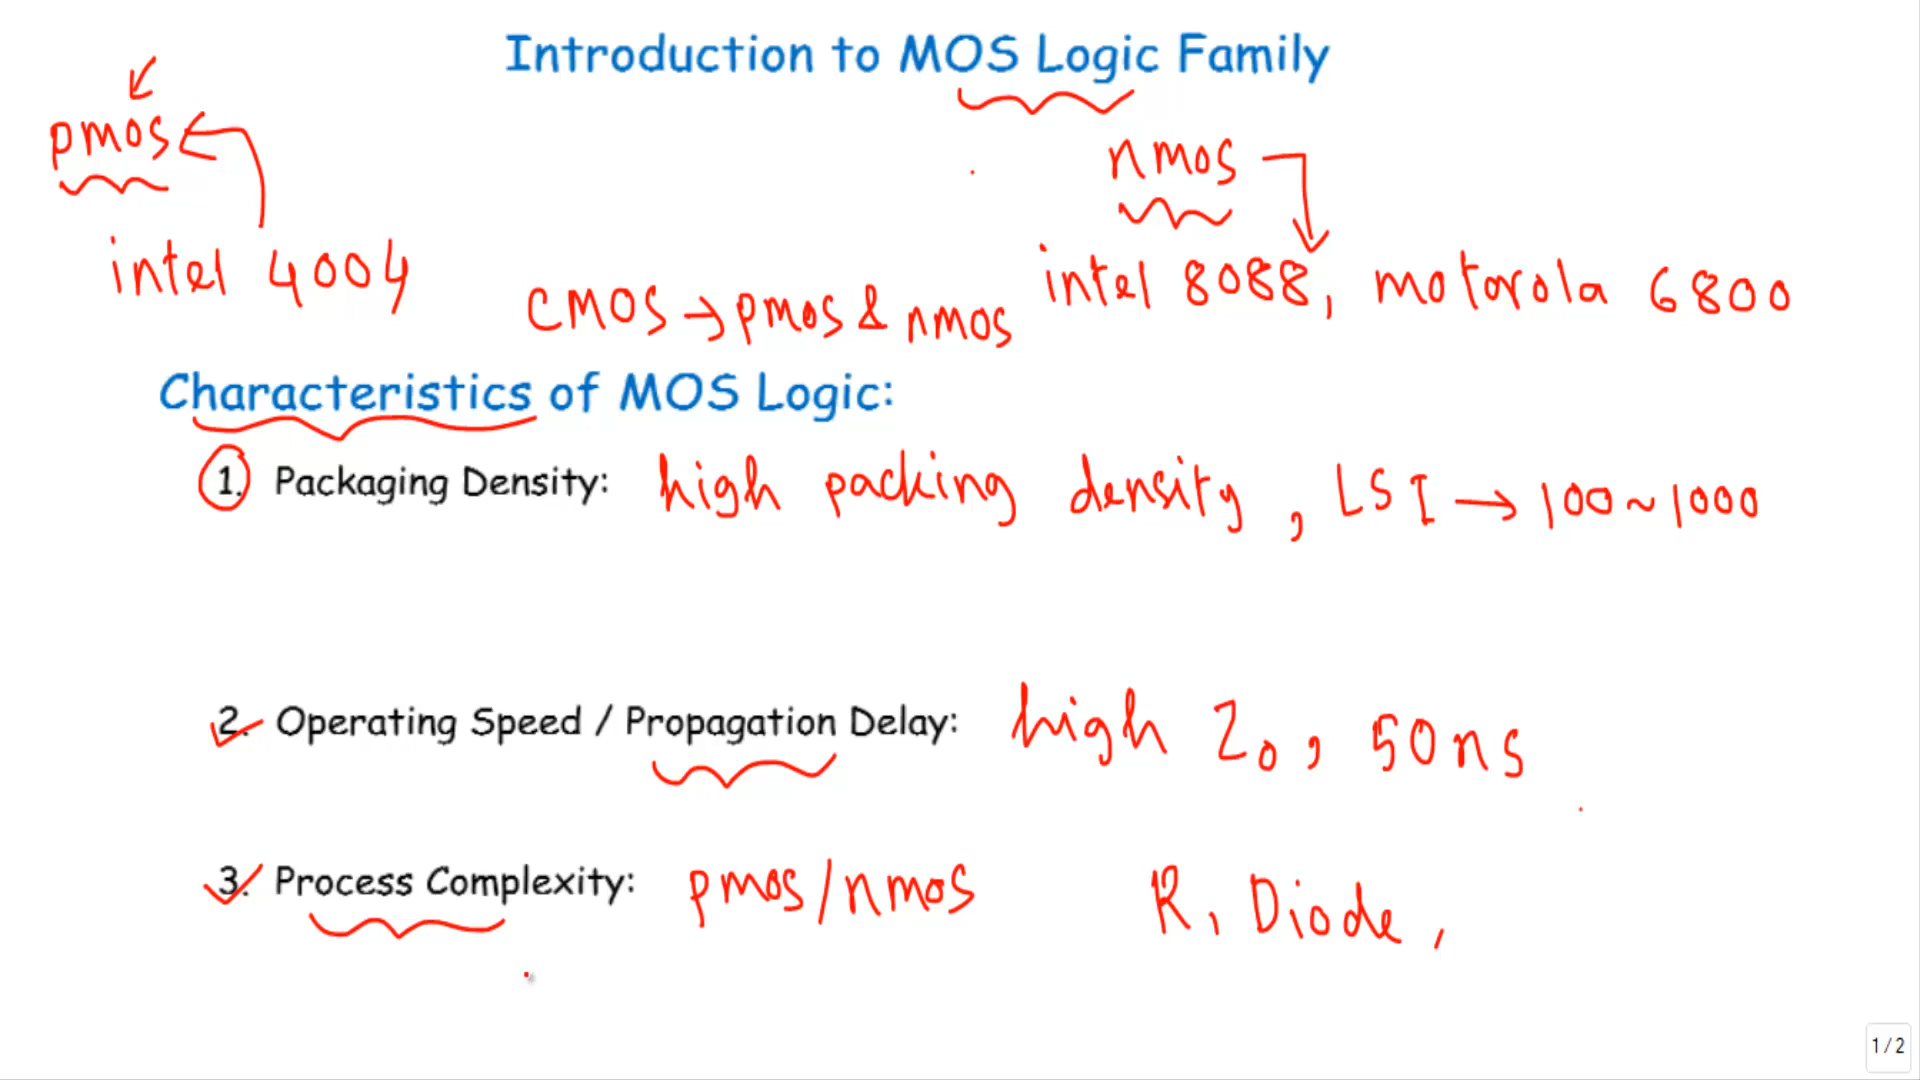 Introduction to MOS Logic Family
pmos
nmos
intel 4004
CMOS → pmos & nmos
intel 8088, motorola 6800
Characteristics of MOS Logic:
1. Packaging Density: high packing density, LSI → 100 ~ 1000
2. Operating Speed / Propagation Delay: high Zo, 50ns
3. Process Complexity: pmos/nmos R, Diode,
1 / 2